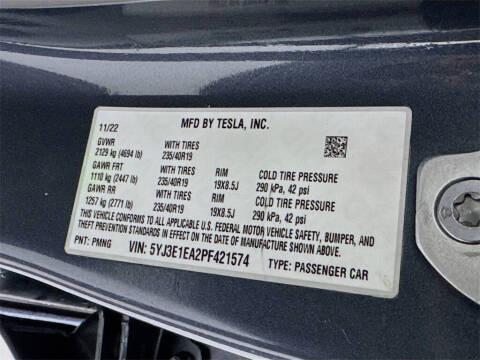 MFD BY TESLA, INC.
11/22
GVWR WITH TIRES
2129 kg (4694 lb) 235/40R19
GAWR FRT WITH TIRES RIM COLD TIRE PRESSURE
1110 kg (2447 lb) 235/40R19 19X8.5J 290 kPa, 42 psi
GAWR RR WITH TIRES RIM COLD TIRE PRESSURE
1257 kg (2771 lb) 235/40R19 19X8.5J 290 kPa, 42 psi
THIS VEHICLE CONFORMS TO ALL APPLICABLE U.S. FEDERAL MOTOR VEHICLE SAFETY, BUMPER, AND
THEFT PREVENTION STANDARDS IN EFFECT ON THE DATE OF MANUFACTURE SHOWN ABOVE.
PNT: PMNG VIN: 5YJ3E1EA2PF421574 TYPE: PASSENGER CAR